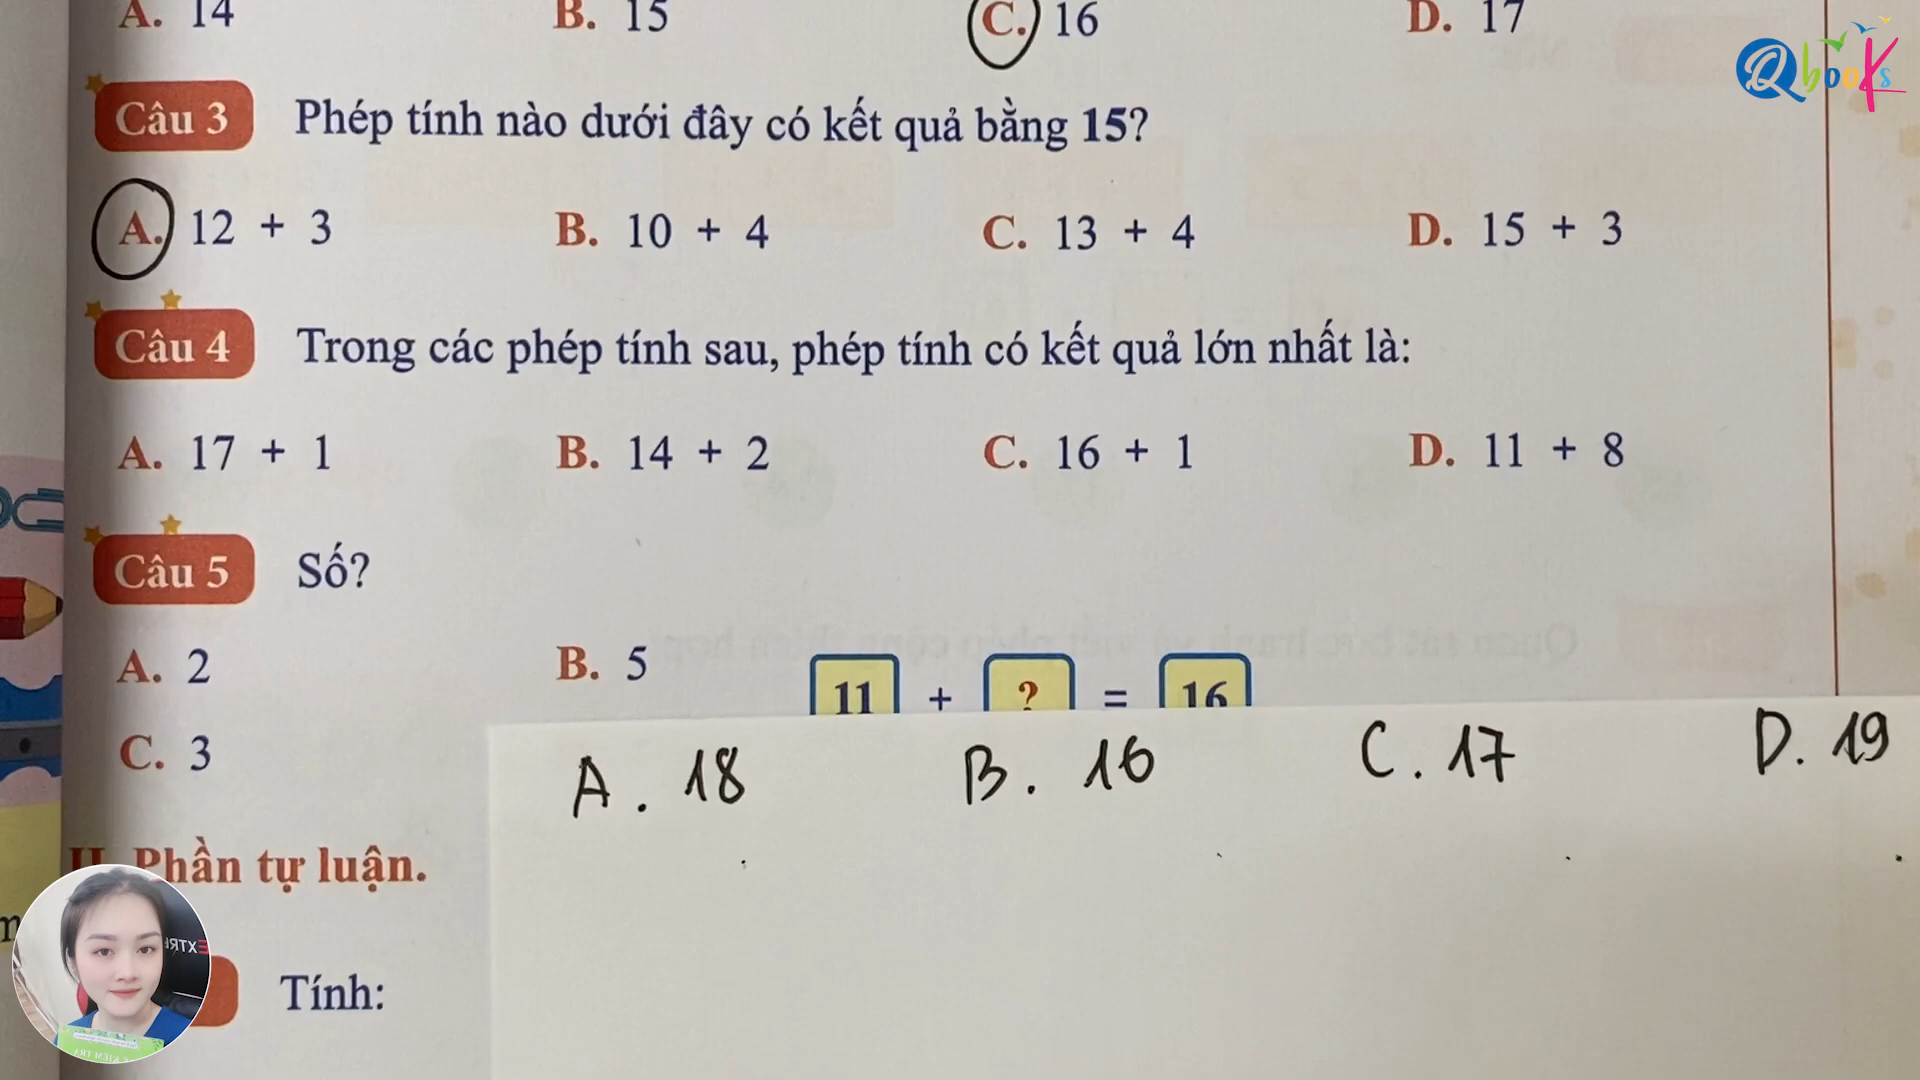 A. 14 B. 15 C. 16 D. 17
Qbooks
Câu 3 Phép tính nào dưới đây có kết quả bằng 15?
A. 12 + 3 B. 10 + 4 C. 13 + 4 D. 15 + 3
Câu 4 Trong các phép tính sau, phép tính có kết quả lớn nhất là:
A. 17 + 1 B. 14 + 2 C. 16 + 1 D. 11 + 8
Câu 5 Số?
A. 2 B. 5
11 + ? = 16
C. 3
A. 18 B. 16 C. 17 D. 19
II. Phần tự luận.
Tính: